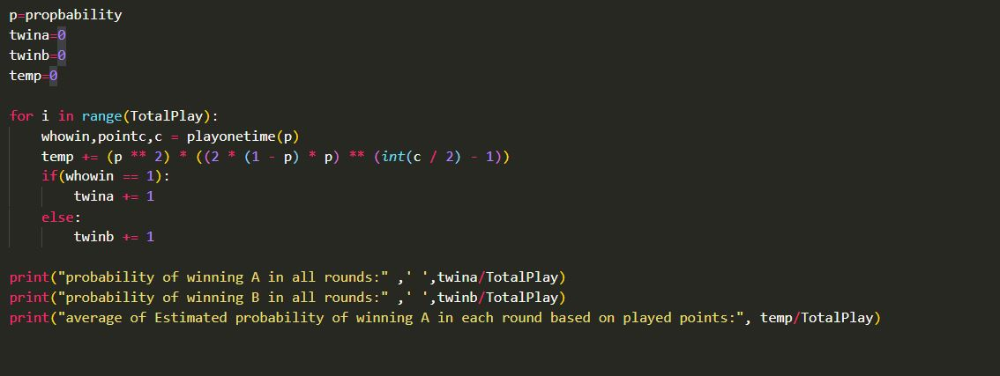 p=propbability
twina=0
twinb=0
temp=0
for i in range(TotalPlay):
    whowin,pointc,c = playonetime(p)
    temp += (p ** 2) * ((2 * (1 - p) * p) ** (int(c / 2) - 1))
    if(whowin == 1):
        twina += 1
    else:
        twinb += 1
print("probability of winning A in all rounds:" ,' ',twina/TotalPlay)
print("probability of winning B in all rounds:" ,' ',twinb/TotalPlay)
print("average of Estimated probability of winning A in each round based on played points:", temp/TotalPlay)